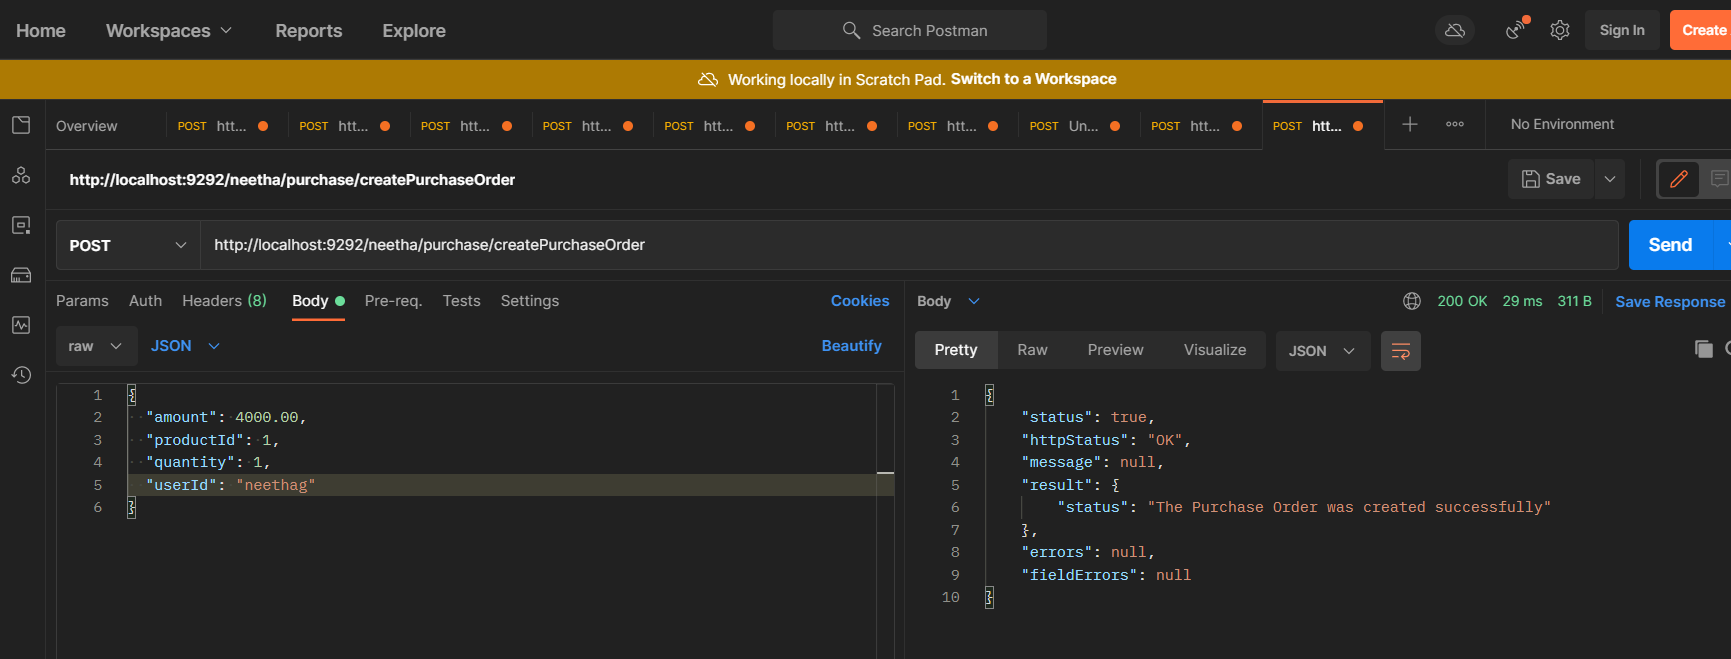 Home Workspaces Reports Explore Search Postman Sign In Create
Working locally in Scratch Pad. Switch to a Workspace
Overview POST htt... POST htt... POST htt... POST htt... POST htt... POST htt... POST htt... POST Un... POST htt... POST htt... No Environment
http://localhost:9292/neetha/purchase/createPurchaseOrder Save
POST http://localhost:9292/neetha/purchase/createPurchaseOrder Send
Params Auth Headers (8) Body Pre-req. Tests Settings Cookies
raw JSON Beautify
1 {
2 "amount": 4000.00,
3 "productId": 1,
4 "quantity": 1,
5 "userId": "neethag"
6 }
Body 200 OK 29 ms 311 B Save Response
Pretty Raw Preview Visualize JSON
1 {
2 "status": true,
3 "httpStatus": "OK",
4 "message": null,
5 "result": {
6 "status": "The Purchase Order was created successfully"
7 },
8 "errors": null,
9 "fieldErrors": null
10 }